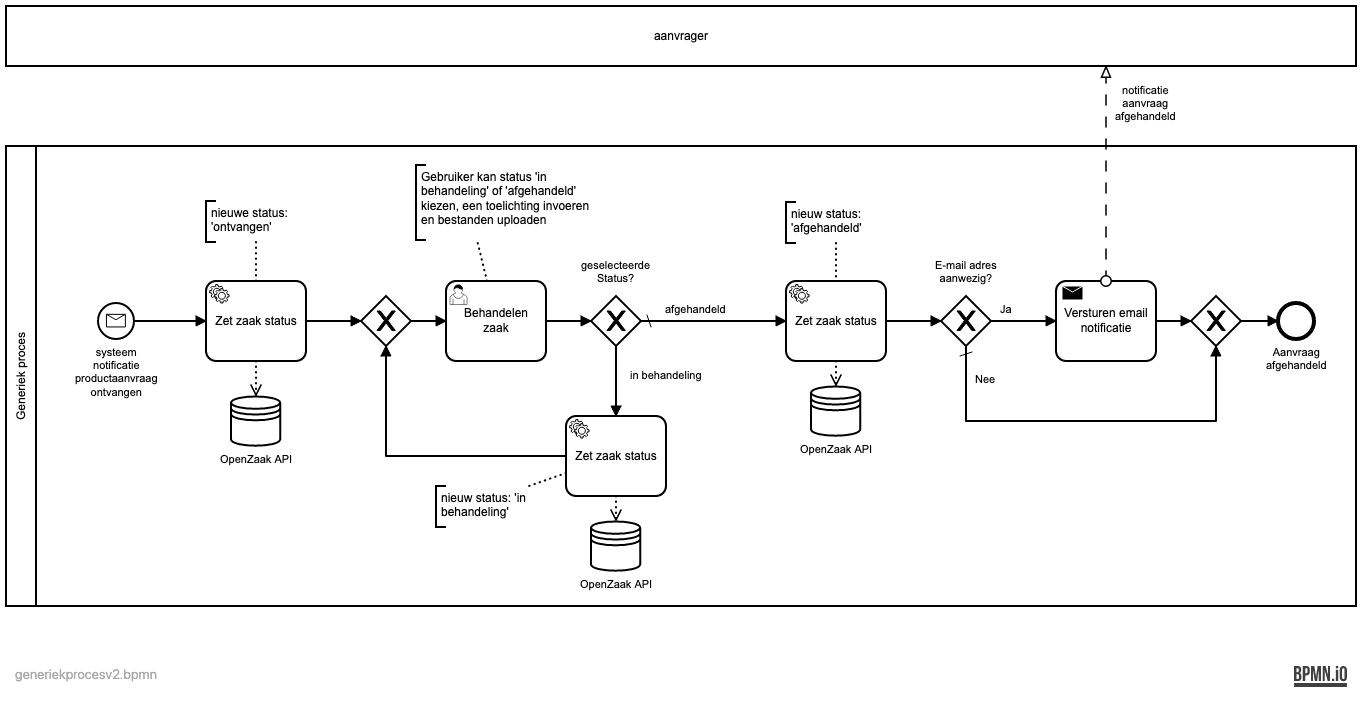 aanvrager
notificatie
aanvraag
afgehandeld
Generiek proces
Gebruiker kan status 'in
behandeling' of 'afgehandeld'
kiezen, een toelichting invoeren
en bestanden uploaden
nieuwe status:
'ontvangen'
nieuw status:
'afgehandeld'
geselecteerde
Status?
E-mail adres
aanwezig?
systeem
notificatie
productaanvraag
ontvangen
Zet zaak status
Behandelen
zaak
afgehandeld
Zet zaak status
Ja
Versturen email
notificatie
Aanvraag
afgehandeld
in behandeling
Nee
OpenZaak API
OpenZaak API
Zet zaak status
nieuw status: 'in
behandeling'
OpenZaak API
generiekprocesv2.bpmn
BPMN.iO